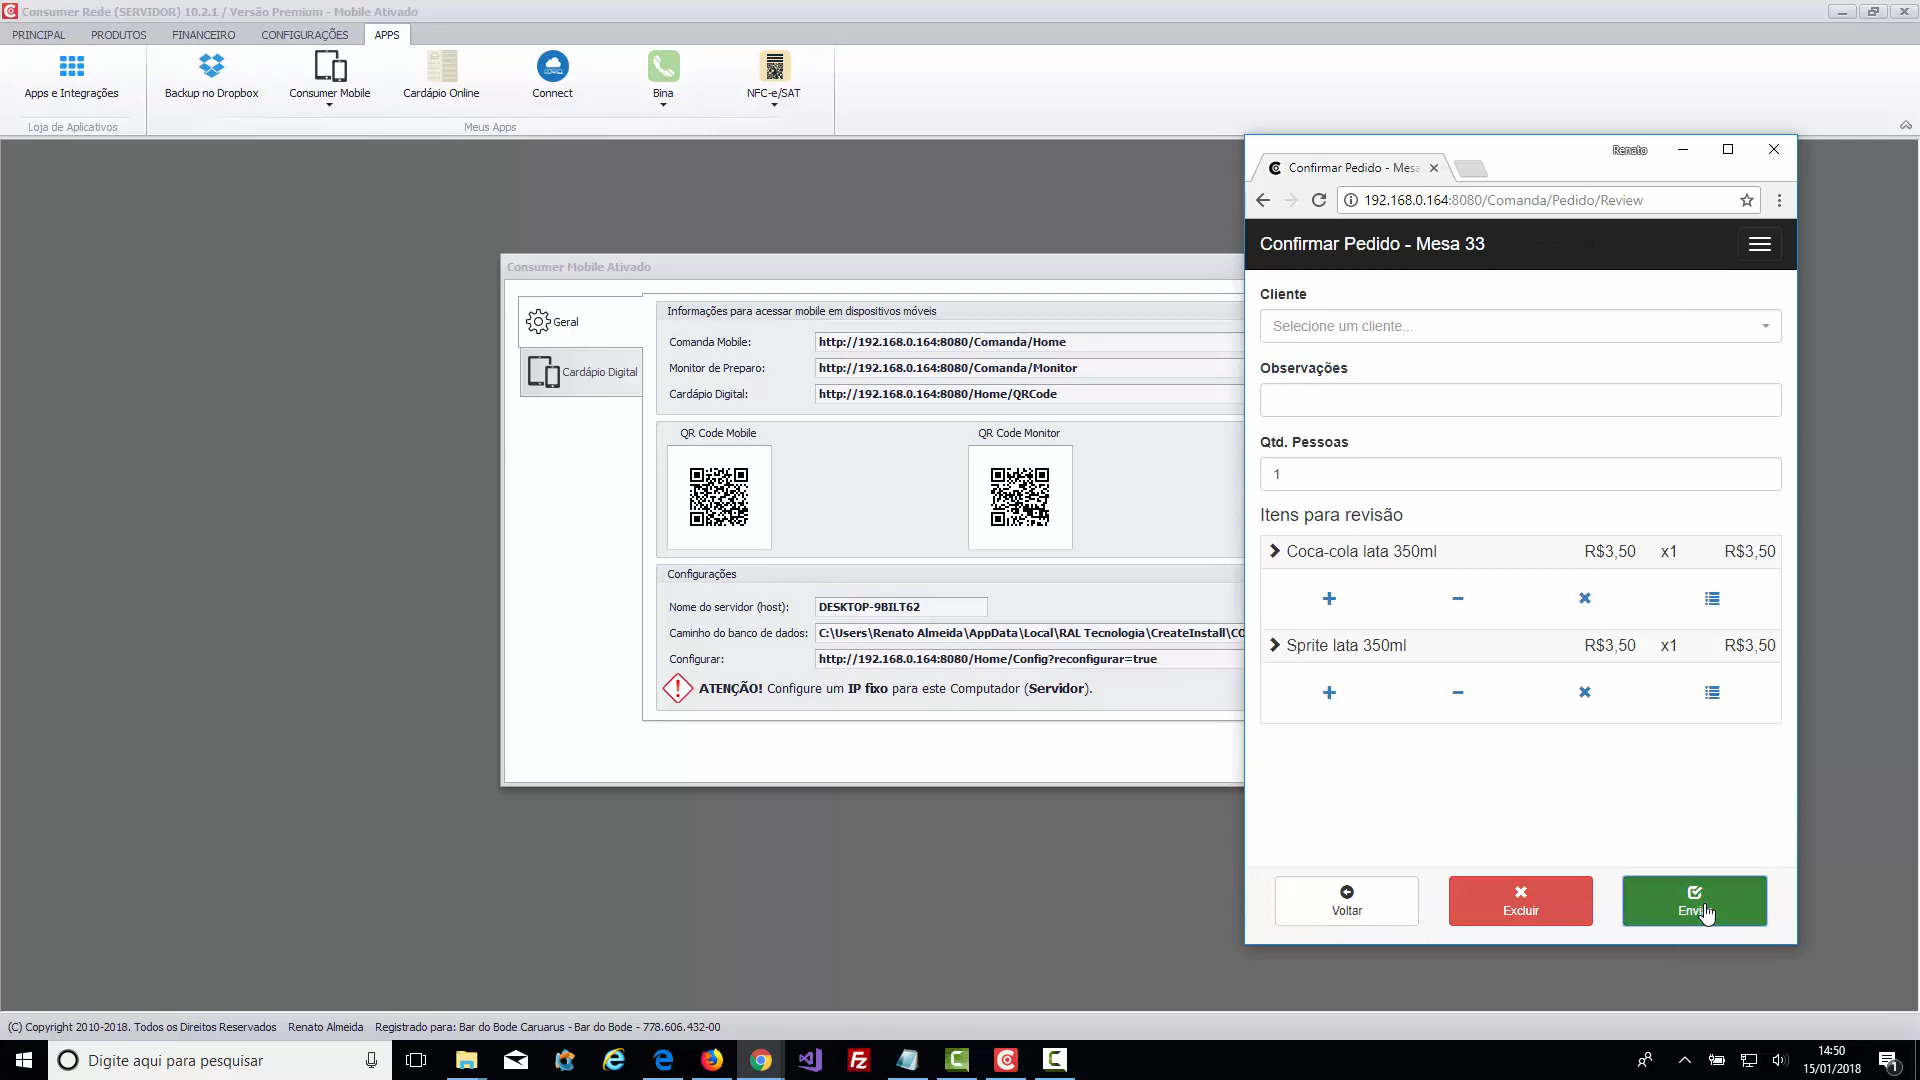 Consumer Rede (SERVIDOR) 10.2.1 / Versão Premium - Mobile Ativado
PRINCIPAL PRODUTOS FINANCEIRO CONFIGURAÇÕES APPS
Apps e Integrações Backup no Dropbox Consumer Mobile Cardápio Online Connect Bina NFC-e/SAT
Loja de Aplicativos Meus Apps
Renato
Confirmar Pedido - Mesa
192.168.0.164:8080/Comanda/Pedido/Review
Confirmar Pedido - Mesa 33
Cliente
Selecione um cliente...
Observações
Qtd. Pessoas
1
Itens para revisão
Coca-cola lata 350ml R$3,50 x1 R$3,50
Sprite lata 350ml R$3,50 x1 R$3,50
Voltar Excluir
Consumer Mobile Ativado
Geral
Cardápio Digital
Informações para acessar mobile em dispositivos móveis
Comanda Mobile: http://192.168.0.164:8080/Comanda/Home
Monitor de Preparo: http://192.168.0.164:8080/Comanda/Monitor
Cardápio Digital: http://192.168.0.164:8080/Home/QRCode
QR Code Mobile QR Code Monitor
Configurações
Nome do servidor (host): DESKTOP-9BILT62
Caminho do banco de dados: C:\Users\Renato Almeida\AppData\Local\RAL Tecnologia\CreateInstall\CO
Configurar: http://192.168.0.164:8080/Home/Config?reconfigurar=true
ATENÇÃO! Configure um IP fixo para este Computador (Servidor).
(C) Copyright 2010-2018. Todos os Direitos Reservados Renato Almeida Registrado para: Bar do Bode Caruarus - Bar do Bode - 778.606.432-00
Digite aqui para pesquisar
14:50
15/01/2018
1